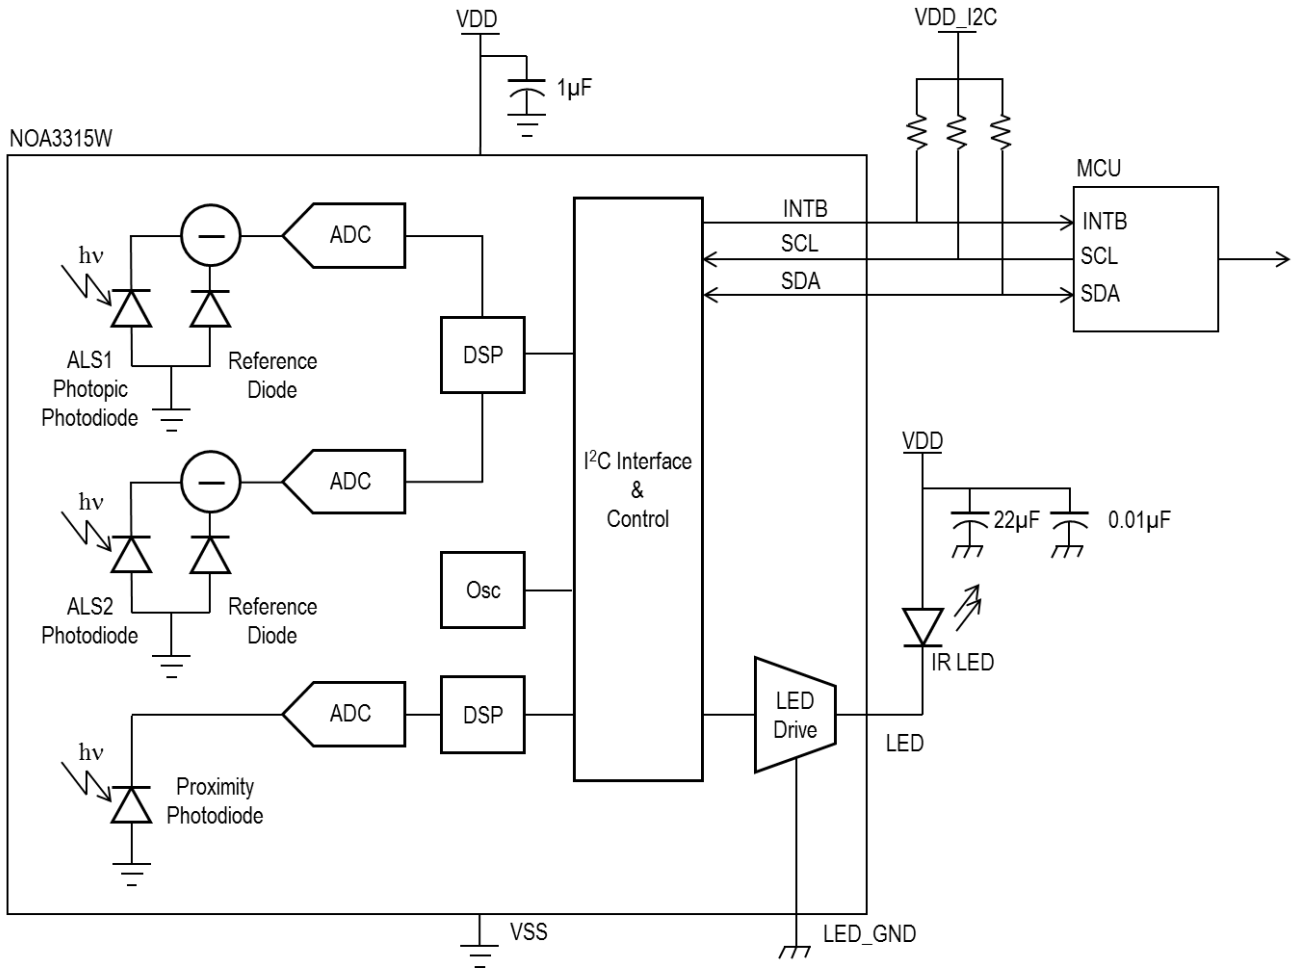 VDD
VDD_I2C
1µF
NOA3315W
MCU
INTB
INTB
SCL
SCL
SDA
SDA
ADC
hν
ALS1
Photopic
Photodiode
Reference
Diode
DSP
I²C Interface
&
Control
VDD
22µF
0.01µF
ADC
hν
ALS2
Photodiode
Reference
Diode
Osc
IR LED
ADC
DSP
LED
Drive
LED
hν
Proximity
Photodiode
VSS
LED_GND